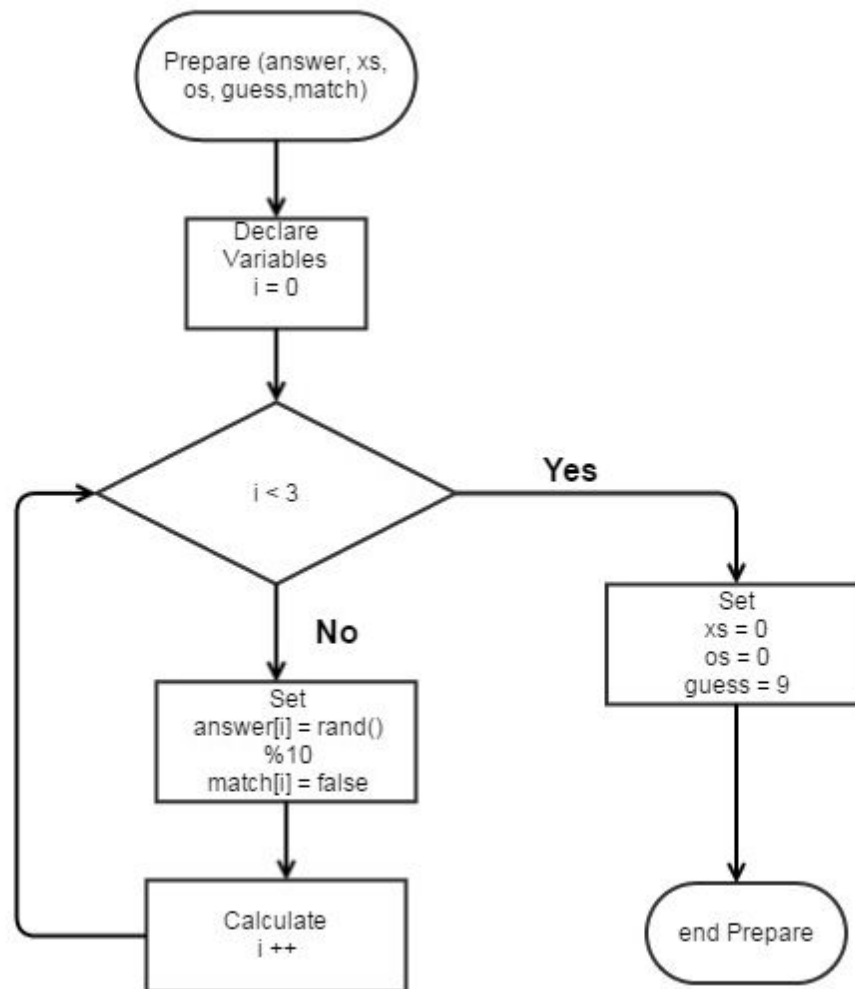 Prepare (answer, xs,
os, guess,match)
Declare
Variables
i = 0
i < 3
Yes
No
Set
xs = 0
os = 0
guess = 9
Set
answer[i] = rand()
%10
match[i] = false
Calculate
i ++
end Prepare